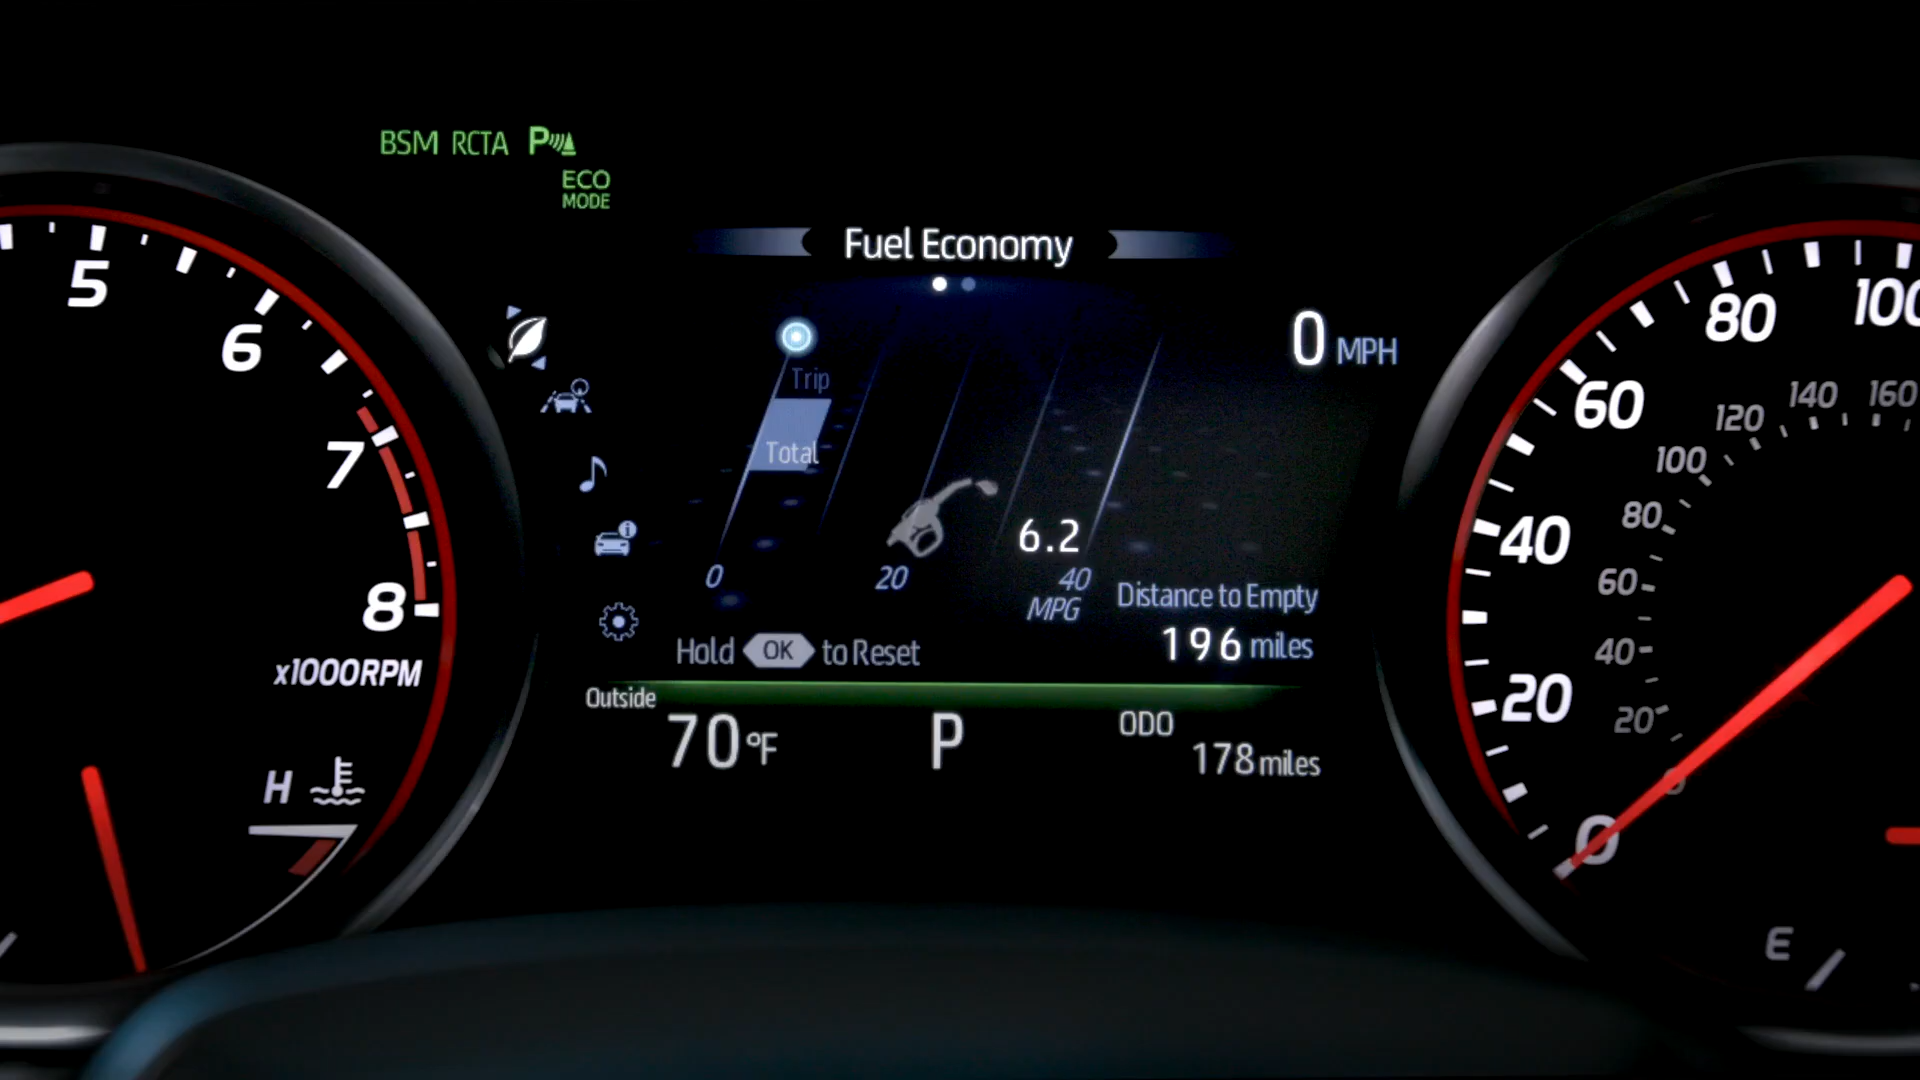 BSM RCTA P
ECO
MODE
Fuel Economy
0 MPH
Trip
Total
6.2
0 20 40
MPG
Distance to Empty
196 miles
Hold OK to Reset
Outside
70°F
P
ODO
178 miles
5
6
7
8
x1000RPM
H
0
20
40
60
80
100
0
20
40
60
80
100
120
140
160
E